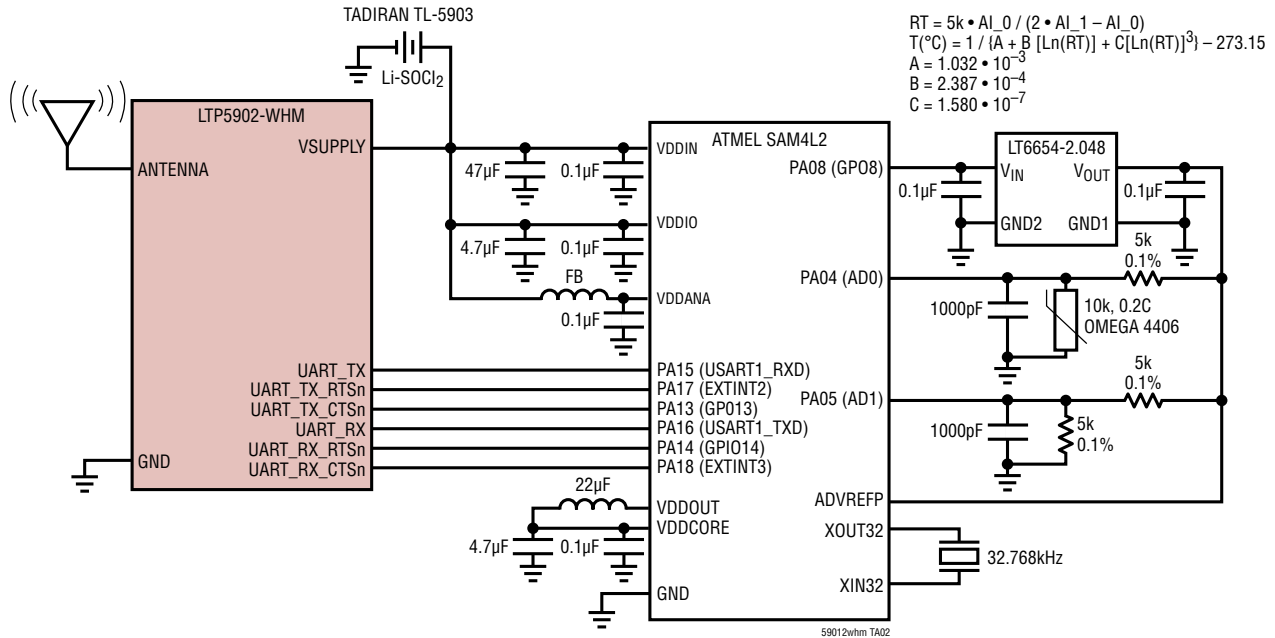 TADIRAN TL-5903
Li-SOCl2
RT = 5k • AI_0 / (2 • AI_1 – AI_0)
T(°C) = 1 / {A + B [Ln(RT)] + C[Ln(RT)]3} – 273.15
A = 1.032 • 10–3
B = 2.387 • 10–4
C = 1.580 • 10–7
LTP5902-WHM
VSUPPLY
ANTENNA
GND
UART_TX
UART_TX_RTSn
UART_TX_CTSn
UART_RX
UART_RX_RTSn
UART_RX_CTSn
47µF
0.1µF
4.7µF
0.1µF
FB
0.1µF
22µF
4.7µF
0.1µF
ATMEL SAM4L2
VDDIN
VDDIO
VDDANA
PA15 (USART1_RXD)
PA17 (EXTINT2)
PA13 (GP013)
PA16 (USART1_TXD)
PA14 (GPIO14)
PA18 (EXTINT3)
VDDOUT
VDDCORE
GND
PA08 (GPO8)
PA04 (AD0)
PA05 (AD1)
ADVREFP
XOUT32
XIN32
LT6654-2.048
VIN
VOUT
GND2
GND1
0.1µF
0.1µF
5k
0.1%
1000pF
10k, 0.2C
OMEGA 4406
5k
0.1%
1000pF
5k
0.1%
32.768kHz
59012whm TA02